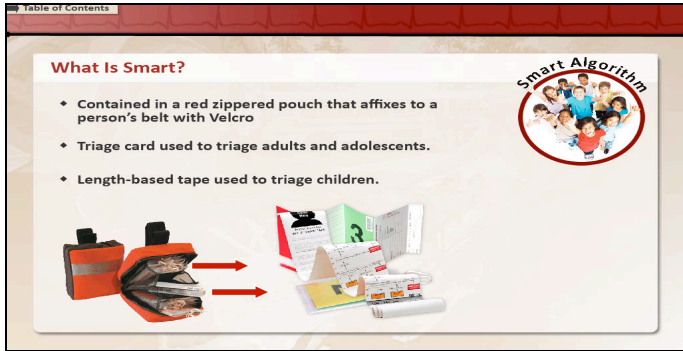 Table of Contents
What Is Smart?
Smart Algorithm
Contained in a red zippered pouch that affixes to a
person's belt with Velcro
Triage card used to triage adults and adolescents.
Length-based tape used to triage children.
3